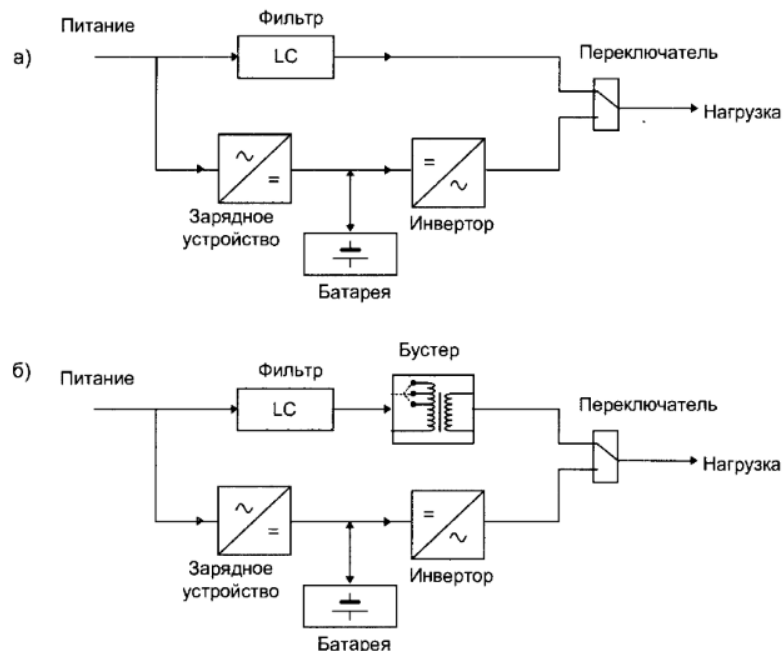 а)
Питание
Фильтр
LC
Переключатель
Нагрузка
Зарядное
устройство
Инвертор
Батарея
б)
Питание
Фильтр
LC
Бустер
Переключатель
Нагрузка
Зарядное
устройство
Инвертор
Батарея